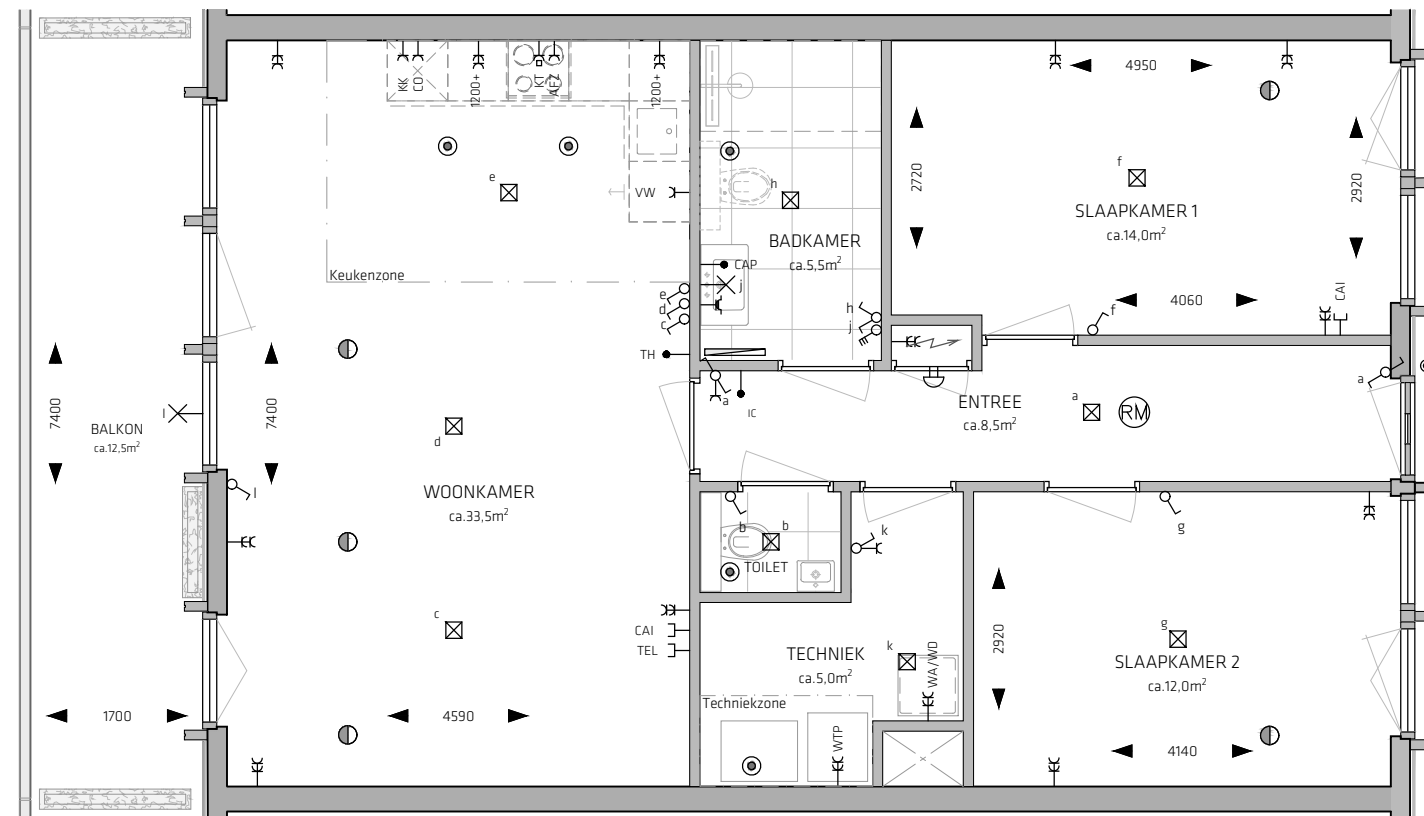 KK
CO
1200+
KT
AFZ
1200+
e
VW
Keukenzone
h
BADKAMER
ca.5,5m²
CAP
j
e
d
c
h
j
TH
a
IC
4950
2720
f
SLAAPKAMER 1
ca.14,0m²
2920
4060
f
CAI
7400
BALKON
ca.12,5m²
l
7400
l
1700
d
WOONKAMER
ca.33,5m²
c
4590
CAI
TEL
ENTREE
ca.8,5m²
a
RM
a
b
b
TOILET
k
TECHNIEK
ca.5,0m²
k
WA/WD
Techniekzone
WTP
2920
g
g
SLAAPKAMER 2
ca.12,0m²
4140